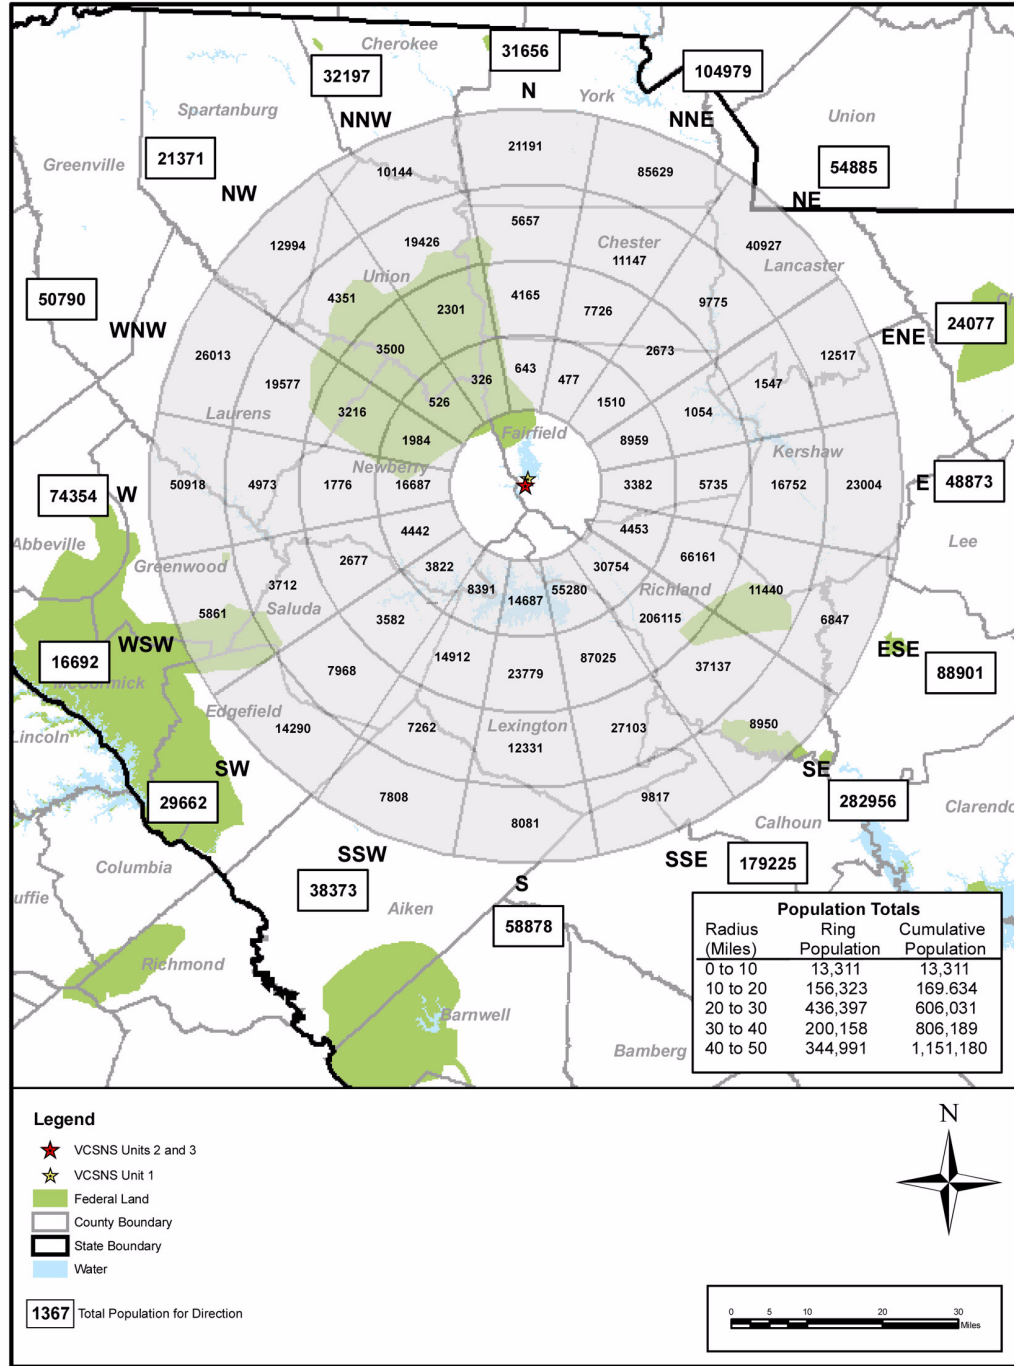 Cherokee
31656
32197
N
104979
York
Spartanburg
NNW
NNE
Union
21191
21371
10144
85629
54885
Greenville
NW
NE
5657
12994
19426
Chester
11147
40927
Lancaster
Union
50790
4351
2301
4165
7726
9775
24077
WNW
ENE
26013
3500
2673
12517
19577
326
643
477
1547
Laurens
3216
526
1510
1054
1984
Fairfield
8959
Kershaw
Newberry
74354
W
50918
4973
1776
16687
3382
5735
16752
23004
E
48873
Abbeville
4442
4453
Lee
Greenwood
2677
3822
30754
66161
3712
8391
14687
55280
Richland
11440
Saluda
5861
3582
206115
6847
WSW
ESE
16692
14912
87025
88901
McCormick
7968
23779
37137
Edgefield
Lincoln
14290
7262
Lexington
27103
8950
12331
SW
SE
29662
7808
9817
282956
8081
Calhoun
Clarendo
SSW
SSE
Columbia
179225
38373
S
uffie
Aiken
58878
Richmond
Barnwell
Bamberg
Population Totals
Radius Ring Cumulative
(Miles) Population Population
0 to 10 13,311 13,311
10 to 20 156,323 169.634
20 to 30 436,397 606,031
30 to 40 200,158 806,189
40 to 50 344,991 1,151,180
Legend
VCSNS Units 2 and 3
VCSNS Unit 1
Federal Land
County Boundary
State Boundary
Water
1367 Total Population for Direction
N
0 5 10 20 30
Miles